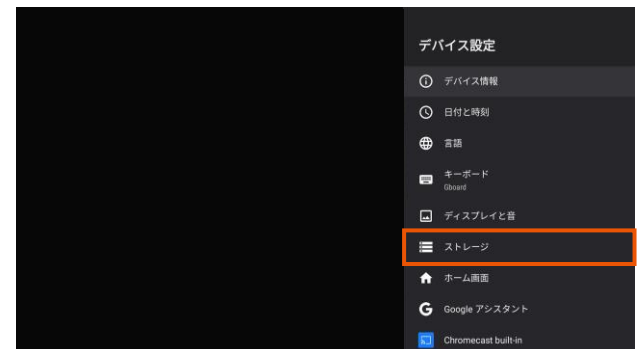 デバイス設定
デバイス情報
日付と時刻
言語
キーボード
Gboard
ディスプレイと音
ストレージ
ホーム画面
Google アシスタント
Chromecast built-in